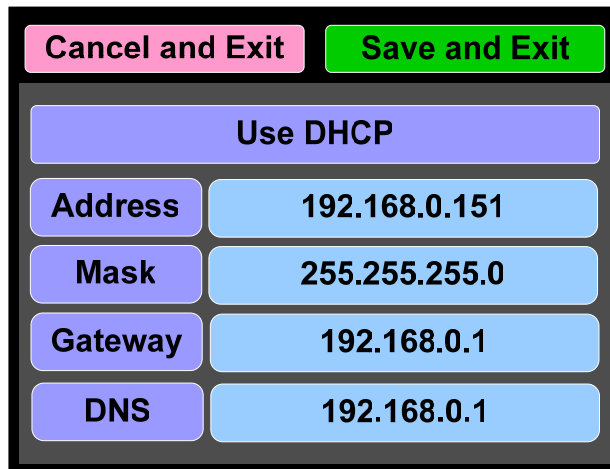 Cancel and Exit Save and Exit
Use DHCP
Address 192.168.0.151
Mask 255.255.255.0
Gateway 192.168.0.1
DNS 192.168.0.1